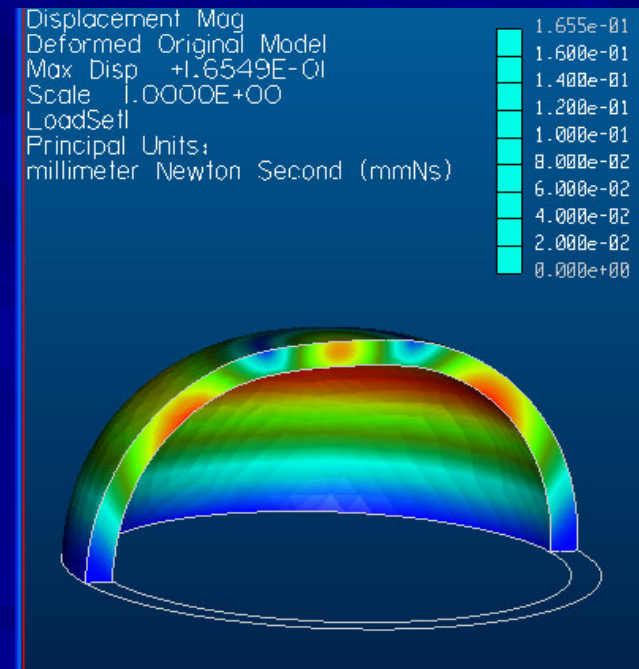 Displacement Mag
Deformed Original Model
Max Disp +1.6549E-01
Scale 1.0000E+00
LoadSet1
Principal Units:
millimeter Newton Second (mmNs)
1.655e-01
1.600e-01
1.400e-01
1.200e-01
1.000e-01
8.000e-02
6.000e-02
4.000e-02
2.000e-02
0.000e+00